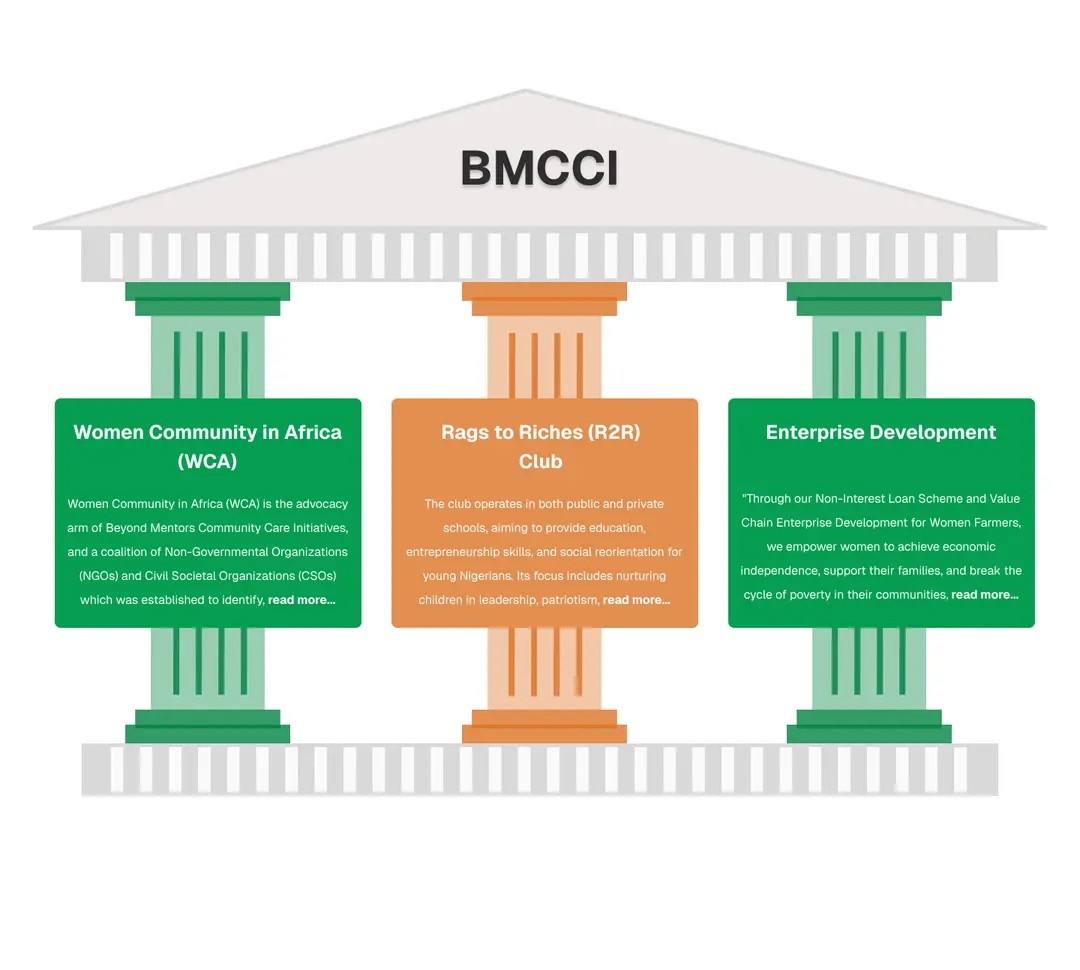 BMCCI
Women Community in Africa
(WCA)
Women Community in Africa (WCA) is the advocacy
arm of Beyond Mentors Community Care Initiatives,
and a coalition of Non-Governmental Organizations
(NGOs) and Civil Societal Organizations (CSOs)
which was established to identify, read more...
Rags to Riches (R2R)
Club
The club operates in both public and private
schools, aiming to provide education,
entrepreneurship skills, and social reorientation for
young Nigerians. Its focus includes nurturing
children in leadership, patriotism, read more...
Enterprise Development
"Through our Non-Interest Loan Scheme and Value
Chain Enterprise Development for Women Farmers,
we empower women to achieve economic
independence, support their families, and break the
cycle of poverty in their communities, read more...